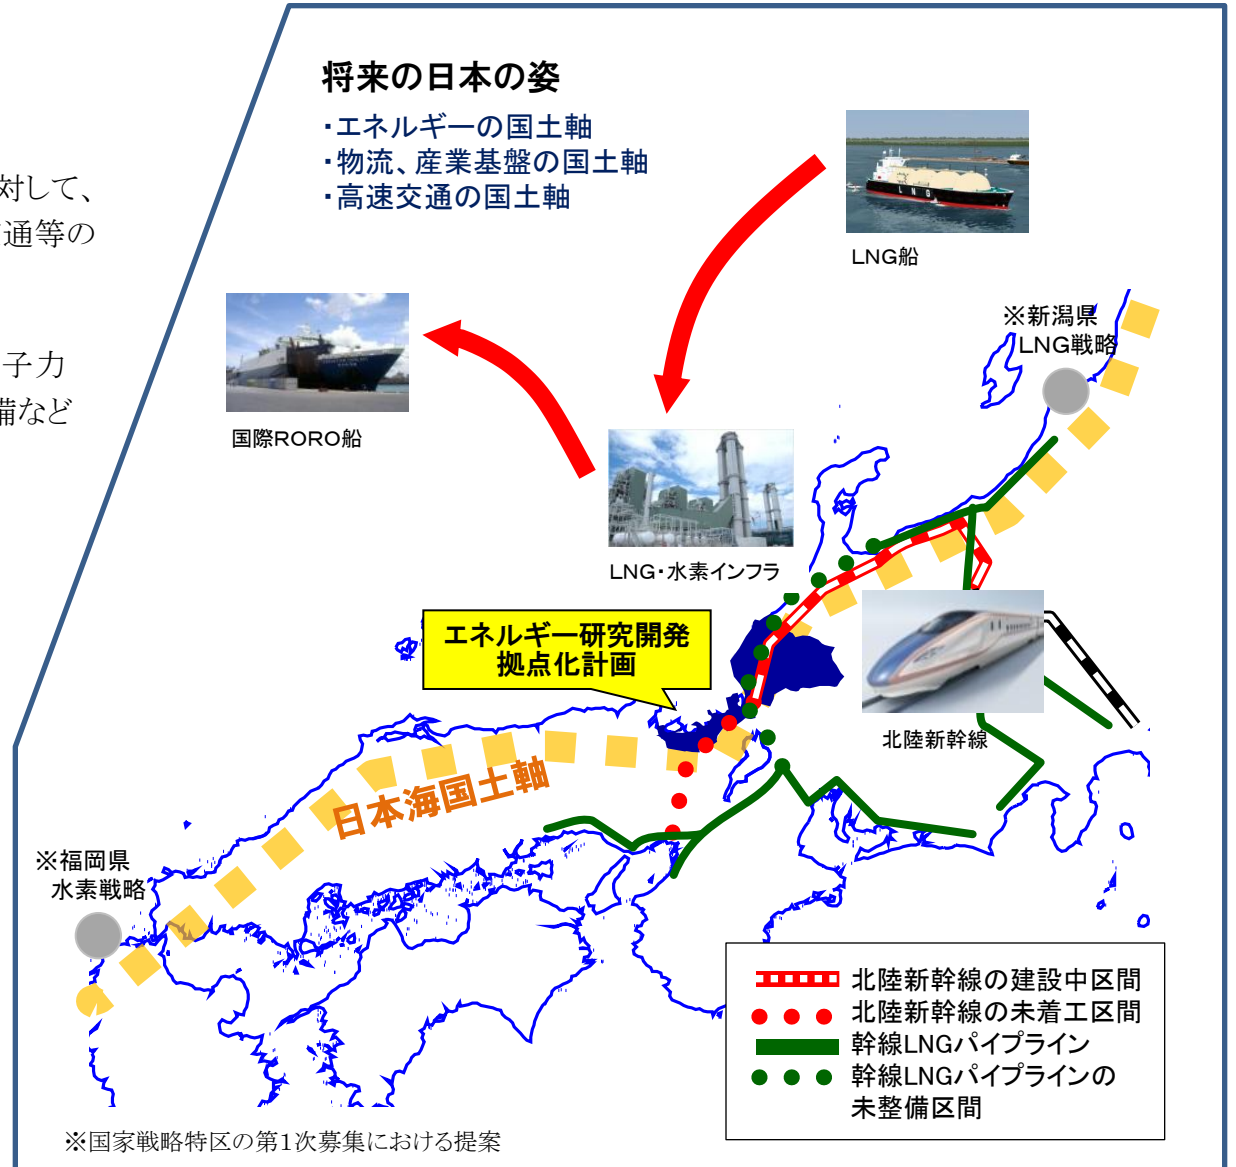 将来の日本の姿
・エネルギーの国土軸
・物流、産業基盤の国土軸
・高速交通の国土軸
対して、
通等の
子力
備など
LNG
LNG船
国際RORO船
※新潟県
LNG戦略
LNG・水素インフラ
エネルギー研究開発
拠点化計画
北陸新幹線
日本海国土軸
※福岡県
水素戦略
北陸新幹線の建設中区間
北陸新幹線の未着工区間
幹線LNGパイプライン
幹線LNGパイプラインの
未整備区間
※国家戦略特区の第1次募集における提案